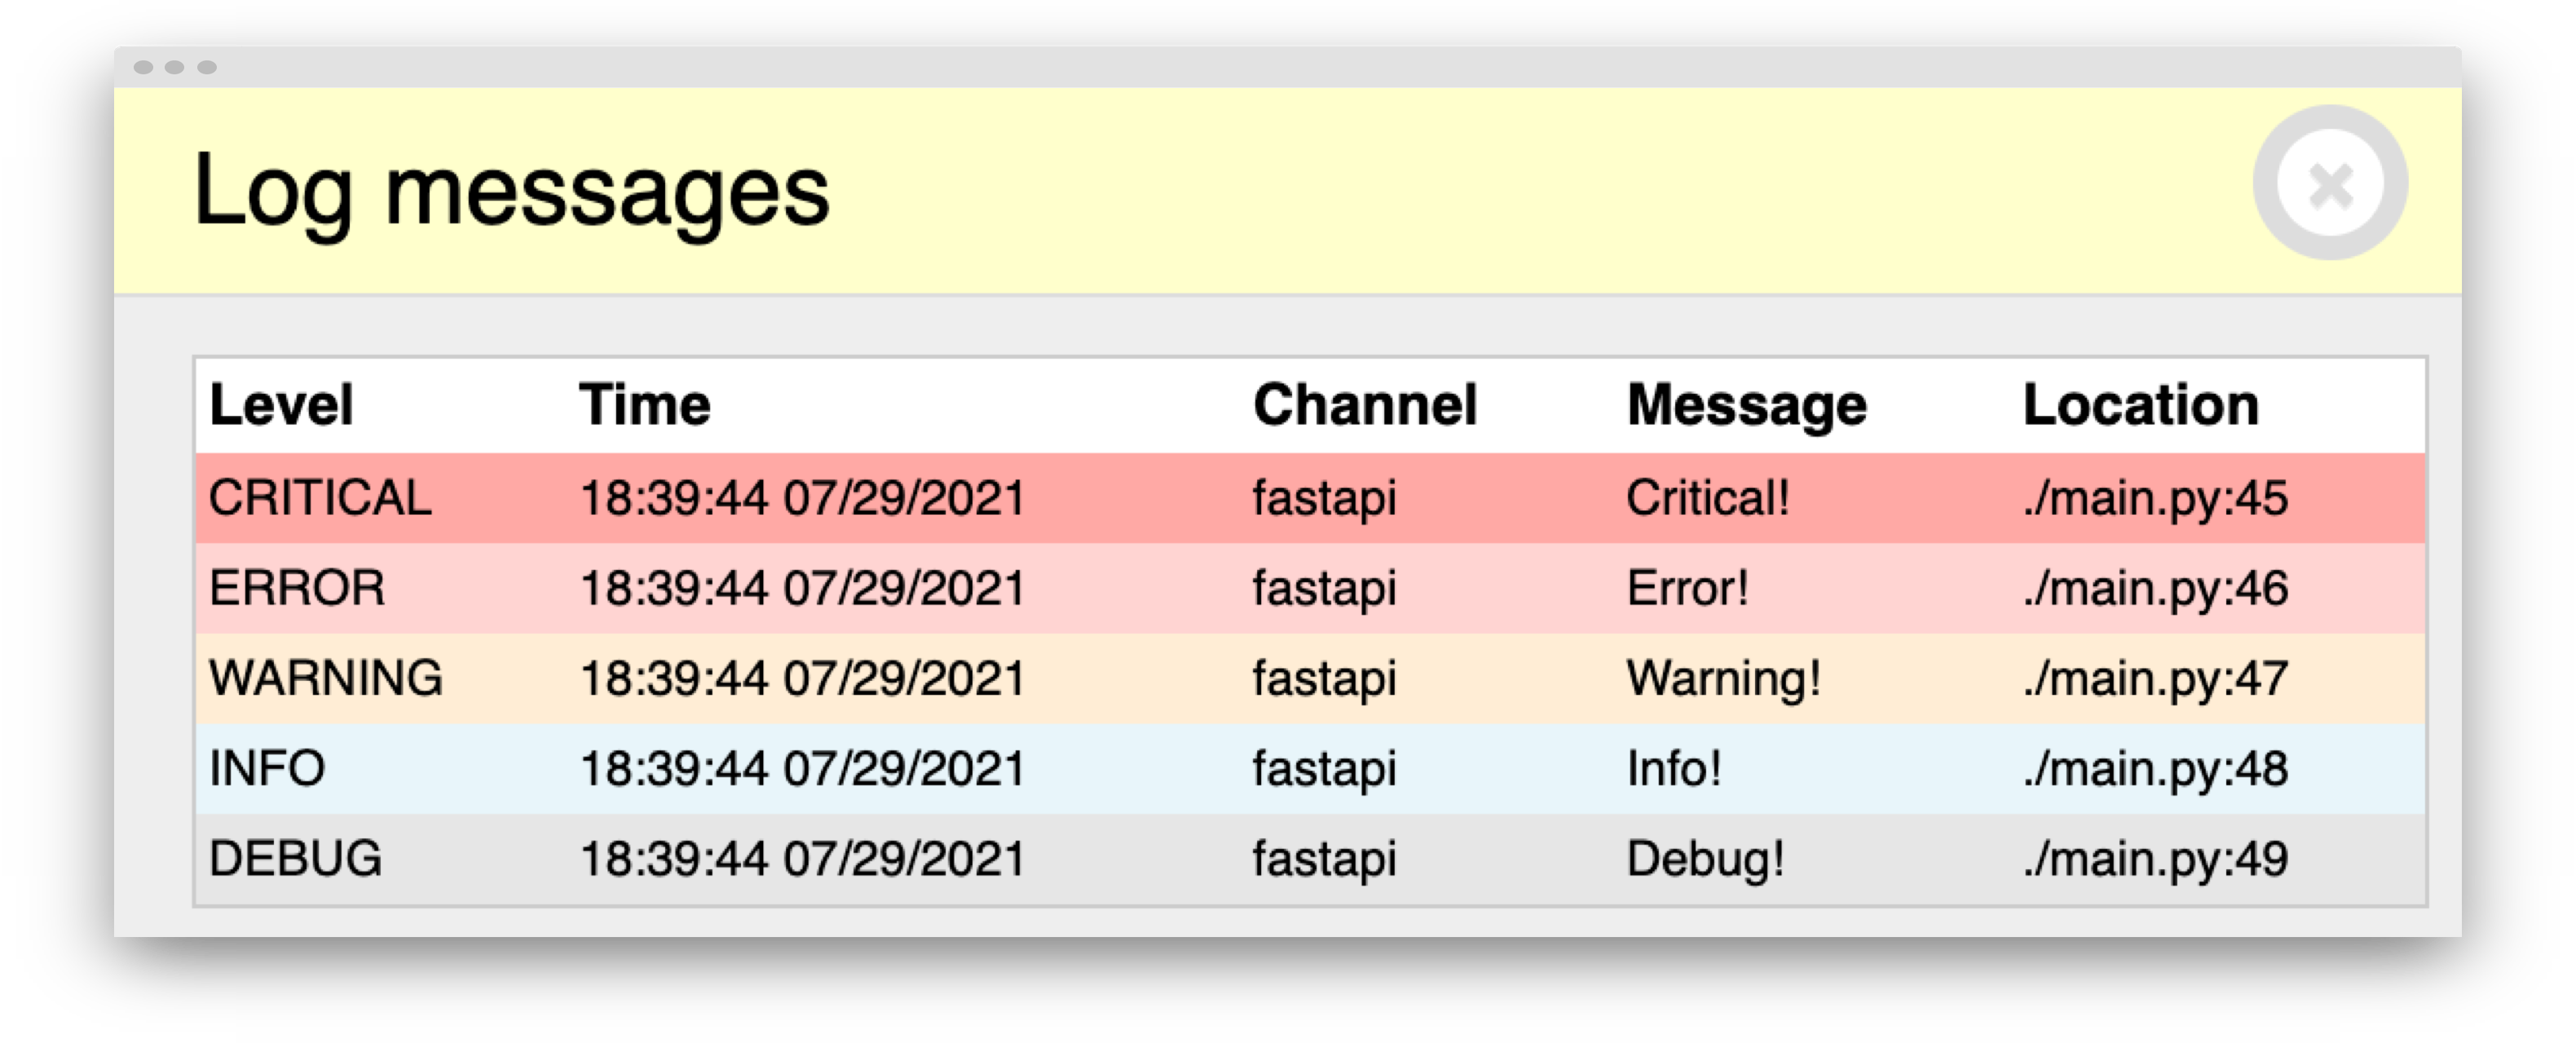 Log messages
Level Time Channel Message Location
CRITICAL 18:39:44 07/29/2021 fastapi Critical! ./main.py:45
ERROR 18:39:44 07/29/2021 fastapi Error! ./main.py:46
WARNING 18:39:44 07/29/2021 fastapi Warning! ./main.py:47
INFO 18:39:44 07/29/2021 fastapi Info! ./main.py:48
DEBUG 18:39:44 07/29/2021 fastapi Debug! ./main.py:49